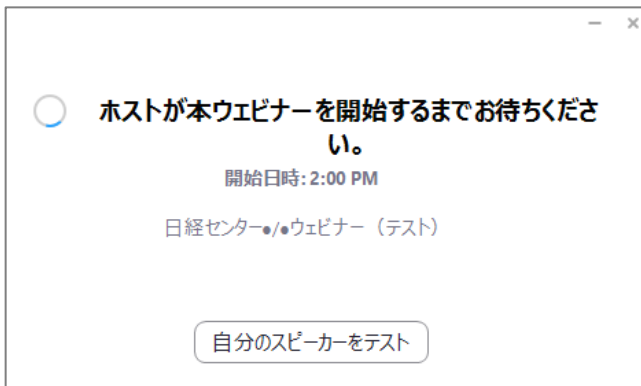 ホストが本ウェビナーを開始するまでお待ちくださ
い。
開始日時: 2:00 PM
日経センター●/●ウェビナー（テスト）
自分のスピーカーをテスト